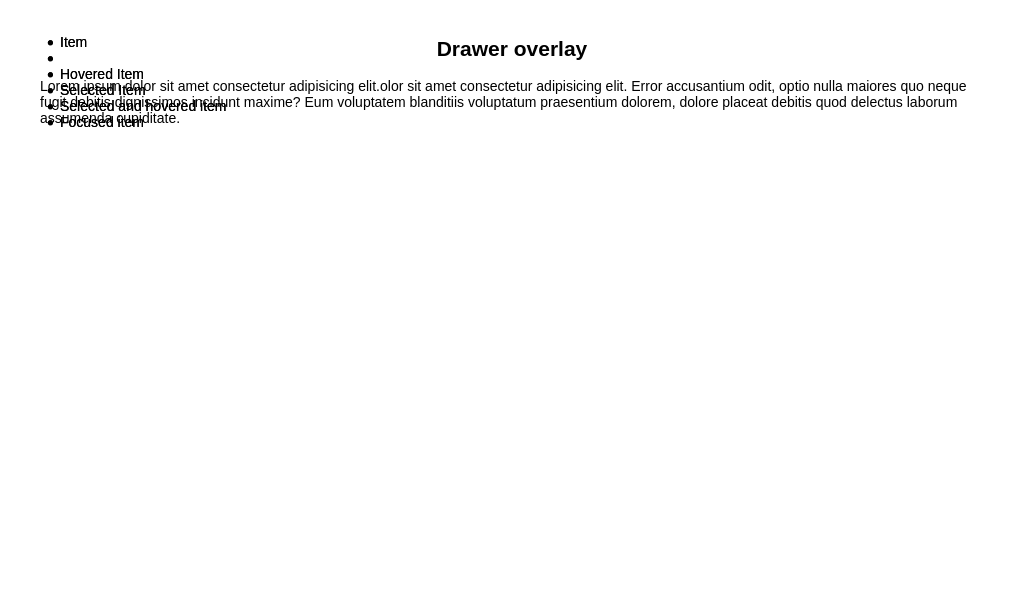 Item
Drawer overlay
Hovered Item
Lorem ipsum dolor sit amet consectetur adipisicing elit.olor sit amet consectetur adipisicing elit. Error accusantium odit, optio nulla maiores quo neque
Selected Item
fugit debitis dignissimos incidunt maxime? Eum voluptatem blanditiis voluptatum praesentium dolorem, dolore placeat debitis quod delectus laborum
Selected and hovered item
assumenda cupiditate.
Focused item